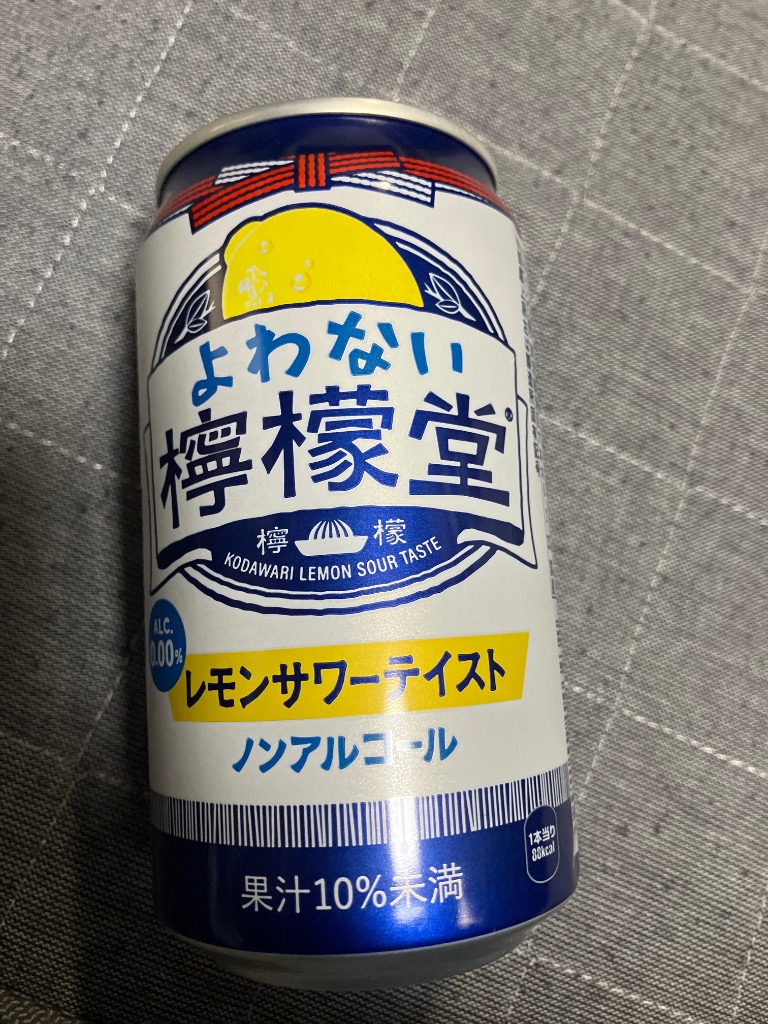 よわない
檸檬堂®
檸 檬
KODAWARI LEMON SOUR TASTE
ALC.
0.00%
レモンサワーテイスト
ノンアルコール
1本当り
88kcal
果汁10%未満